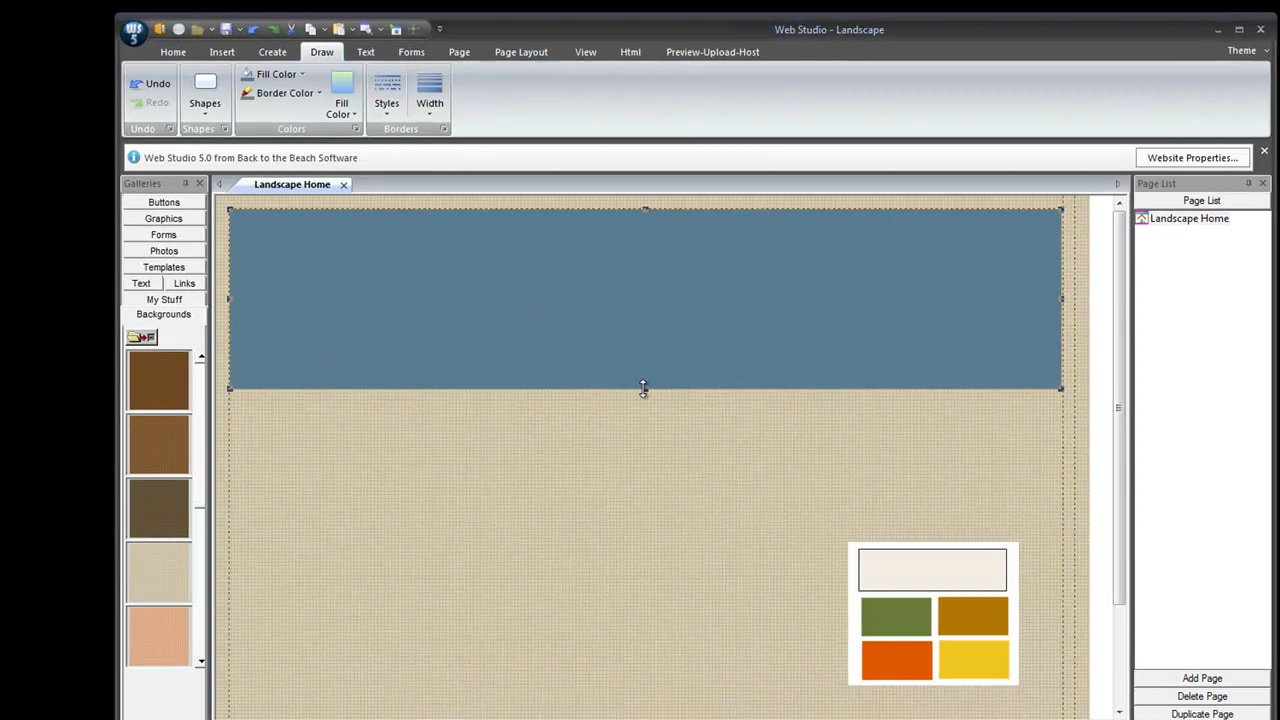 Web Studio - Landscape
WS
5
Home Insert Create Draw Text Forms Page Page Layout View Html Preview-Upload-Host Theme
Undo
Redo
Shapes
Fill Color
Border Color
Fill
Color
Styles
Width
Undo Shapes Colors Borders
Web Studio 5.0 from Back to the Beach Software
Website Properties...
Galleries
Landscape Home
Page List
Buttons
Graphics
Forms
Photos
Templates
Text Links
My Stuff
Backgrounds
Page List
Landscape Home
Add Page
Delete Page
Duplicate Page